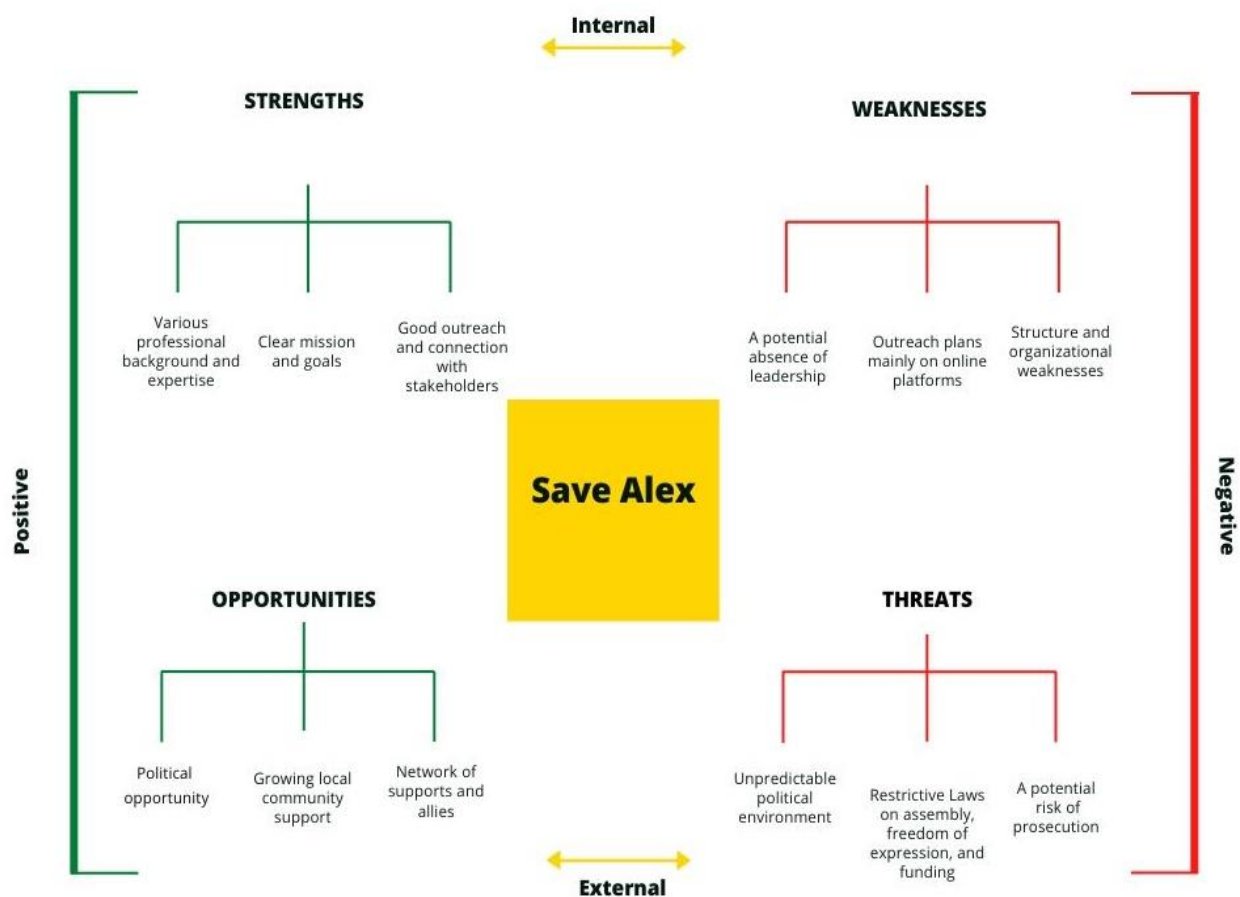 Internal
STRENGTHS
WEAKNESSES
Various
professional
background and
expertise
Clear mission
and goals
Good outreach
and connection
with
stakeholders
A potential
absence of
leadership
Outreach plans
mainly on online
platforms
Structure and
organizational
weaknesses
Positive
Save Alex
Negative
OPPORTUNITIES
THREATS
Political
opportunity
Growing local
community
support
Network of
supports and
allies
Unpredictable
political
environment
Restrictive Laws
on assembly,
freedom of
expression, and
funding
A potential
risk of
prosecution
External